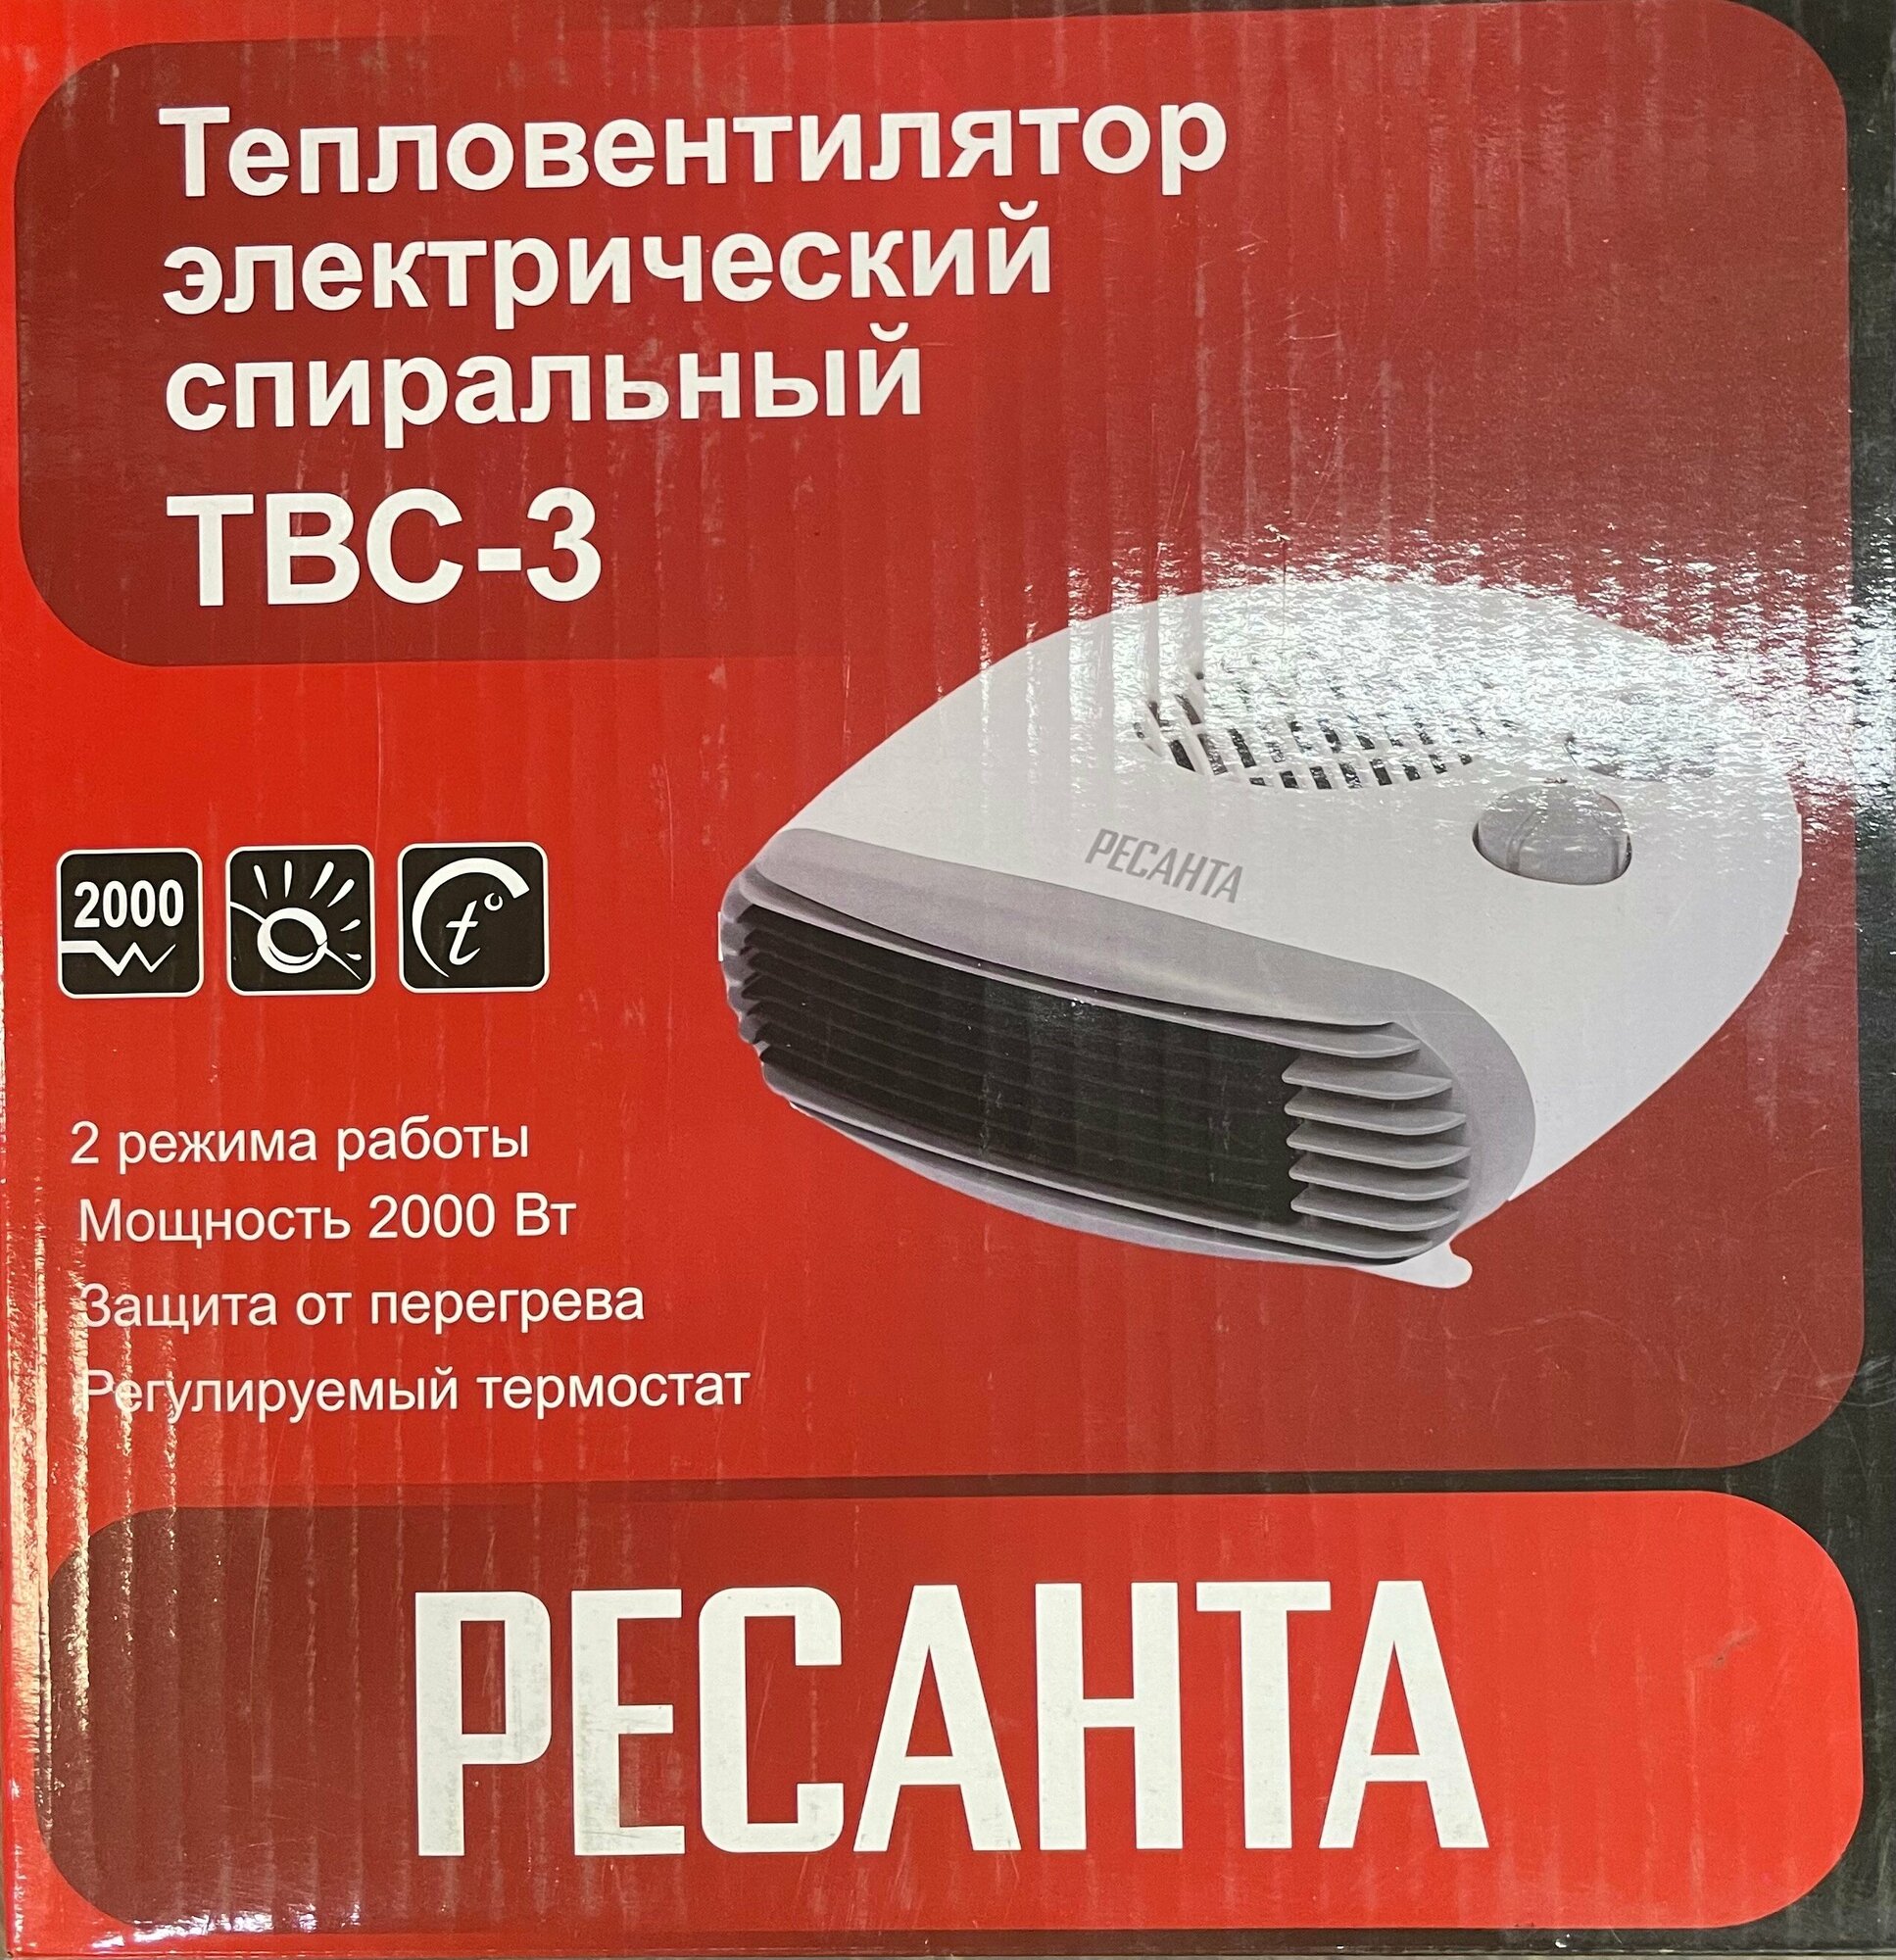 Тепловентилятор
электрический
спиральный
ТВС-3
РЕСАНТА
2000
t°
2 режима работы
Мощность 2000 Вт
Защита от перегрева
Регулируемый термостат
РЕСАНТА